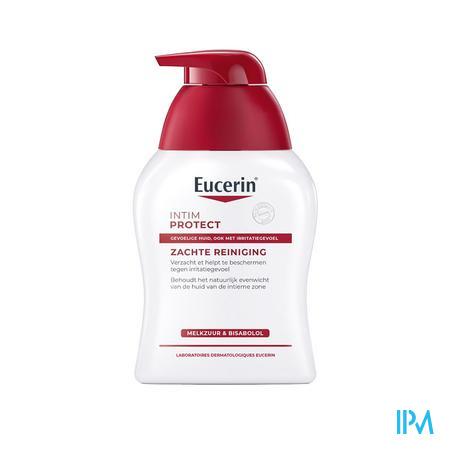 Eucerin®
INTIM
PROTECT
GEVOELIGE HUID, OOK MET IRRITATIEGEVOEL
ZACHTE REINIGING
Verzacht et helpt te beschermen
tegen irritatiegevoel
Behoudt het natuurlijk evenwicht
van de huid van de intieme zone
MELKZUUR & BISABOLOL
LABORATOIRES DERMATOLOGIQUES EUCERIN
IPM